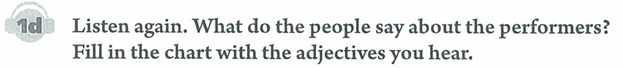 1d Listen again. What do the people say about the performers?
Fill in the chart with the adjectives you hear.